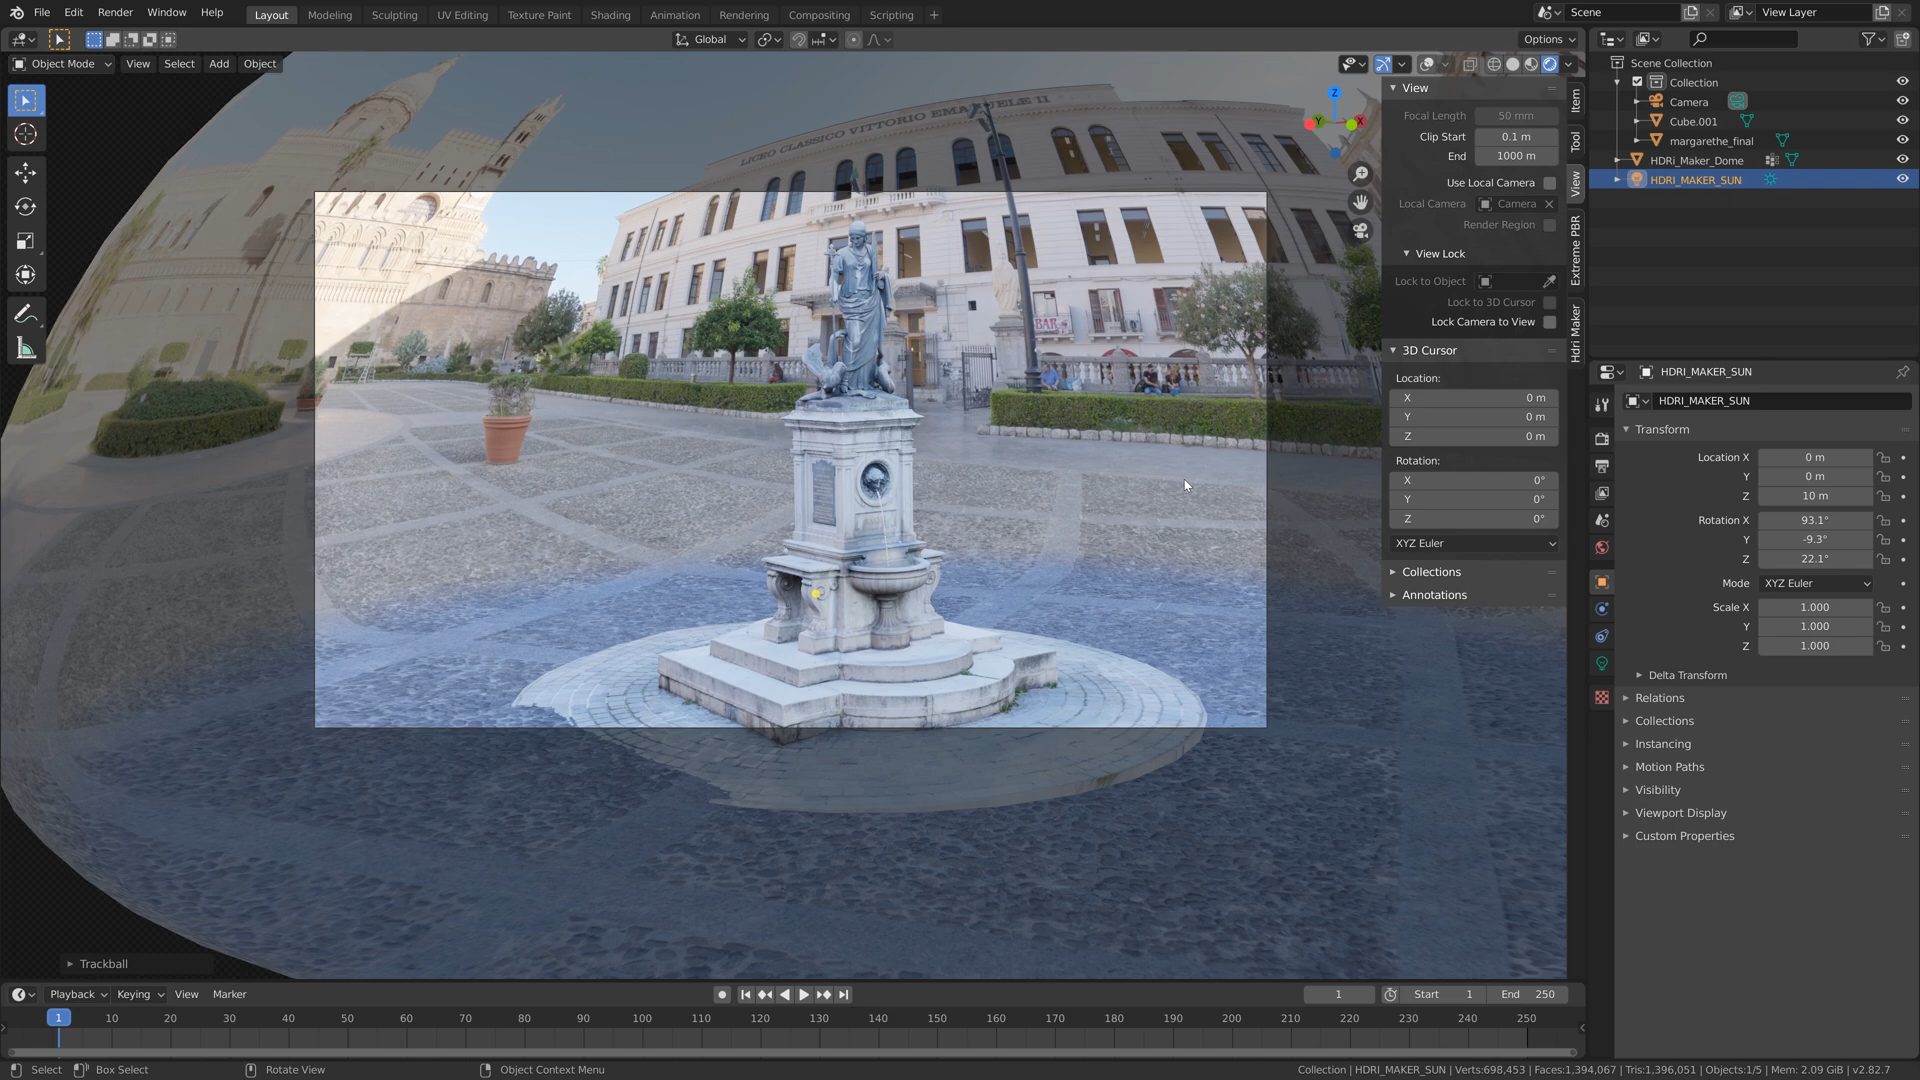 File Edit Render Window Help Layout Modeling Sculpting UV Editing Texture Paint Shading Animation Rendering Compositing Scripting Scene View Layer
Global Options
Object Mode View Select Add Object
LICEO CLASSICO VITTORIO EMANUELE II
BAR
Z
Y
X
Item
Tool
View
Extreme PBR
Hdri Maker
View
Focal Length 50 mm
Clip Start 0.1 m
End 1000 m
Use Local Camera
Local Camera Camera
Render Region
View Lock
Lock to Object
Lock to 3D Cursor
Lock Camera to View
3D Cursor
Location:
X 0 m
Y 0 m
Z 0 m
Rotation:
X 0°
Y 0°
Z 0°
XYZ Euler
Collections
Annotations
Scene Collection
Collection
Camera
Cube.001
margarethe_final
HDRi_Maker_Dome
HDRI_MAKER_SUN
HDRI_MAKER_SUN
HDRI_MAKER_SUN
Transform
Location X 0 m
Y 0 m
Z 10 m
Rotation X 93.1°
Y -9.3°
Z 22.1°
Mode XYZ Euler
Scale X 1.000
Y 1.000
Z 1.000
Delta Transform
Relations
Collections
Instancing
Motion Paths
Visibility
Viewport Display
Custom Properties
Trackball
Playback Keying View Marker 1 Start 1 End 250
1 10 20 30 40 50 60 70 80 90 100 110 120 130 140 150 160 170 180 190 200 210 220 230 240 250
Select Box Select Rotate View Object Context Menu Collection | HDRI_MAKER_SUN | Verts:698,453 | Faces:1,394,067 | Tris:1,396,051 | Objects:1/5 | Mem: 2.09 GiB | v2.82.7